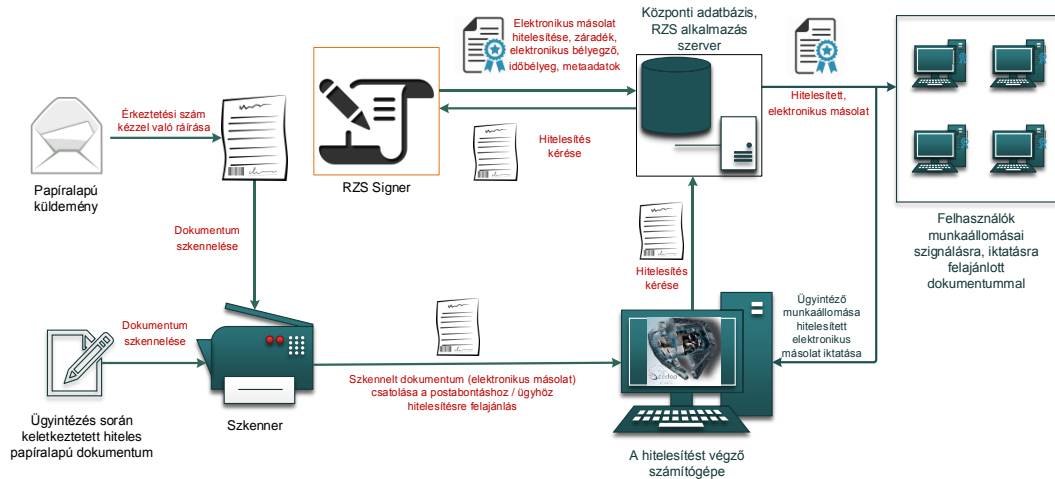 Érkeztetési szám
kézzel való ráírása
Papíralapú
küldemény
RZS Signer
Elektronikus másolat
hitelesítése, záradék,
elektronikus bélyegző,
időbélyeg, metaadatok
Hitelesítés
kérése
Központi adatbázis,
RZS alkalmazás
szerver
Hitelesített,
elektronikus másolat
Felhasználók
munkaállomásai
szignálásra, iktatásra
felajánlott
dokumentummal
Dokumentum
szkennelése
Hitelesítés
kérése
Ügyintéző
munkaállomása
hitelesített
elektronikus
másolat iktatása
Dokumentum
szkennelése
Szkennelt dokumentum (elektronikus másolat)
csatolása a postabontáshoz / ügyhöz
hitelesítésre felajánlás
Ügyintézés során
keletkeztetett hiteles
papíralapú dokumentum
Szkenner
A hitelesítést végző
számítógépe